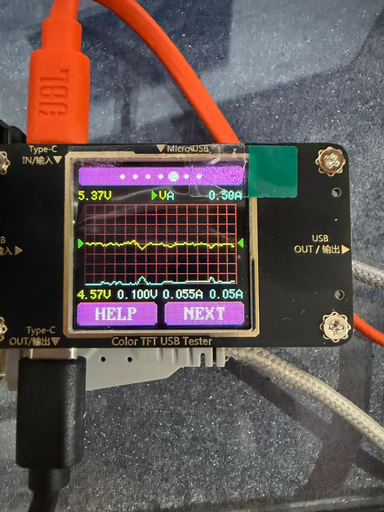 JBL
Type-C
IN/输入▼
▼MicroUSB
5.37V ▶VA 0.50A
4.57V 0.100V 0.055A 0.05A
HELP NEXT
USB
OUT / 输出▶
Type-C
OUT/输出▼
Color TFT USB Tester